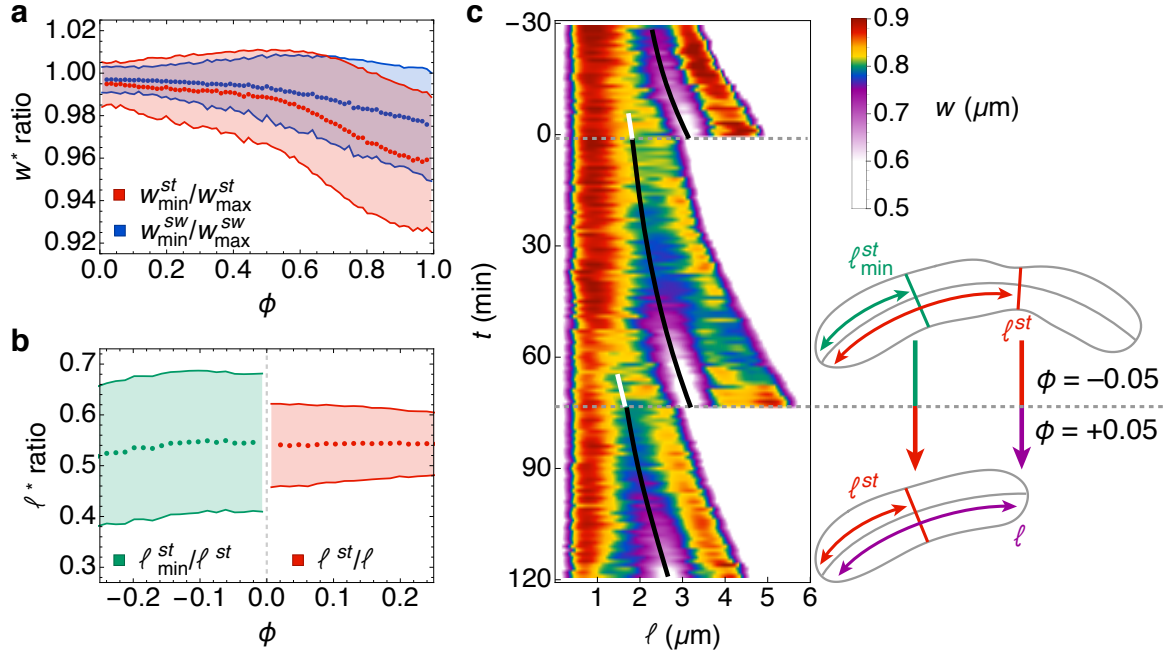 a
1.02
1.00
0.98
0.96
0.94
0.92
w* ratio
w^st_min/w^st_max
w^sw_min/w^sw_max
0.0 0.2 0.4 0.6 0.8 1.0
ϕ
b
0.7
0.6
0.5
0.4
0.3
ℓ* ratio
ℓ^st_min/ℓ^st
ℓ^st/ℓ
−0.2 −0.1 0.0 0.1 0.2
ϕ
c
−30
0
30
60
90
120
t (min)
1 2 3 4 5 6
ℓ (μm)
0.9
0.8
0.7
0.6
0.5
w (μm)
ℓ^st_min
ℓ^st
ϕ = −0.05
ϕ = +0.05
ℓ^st
ℓ